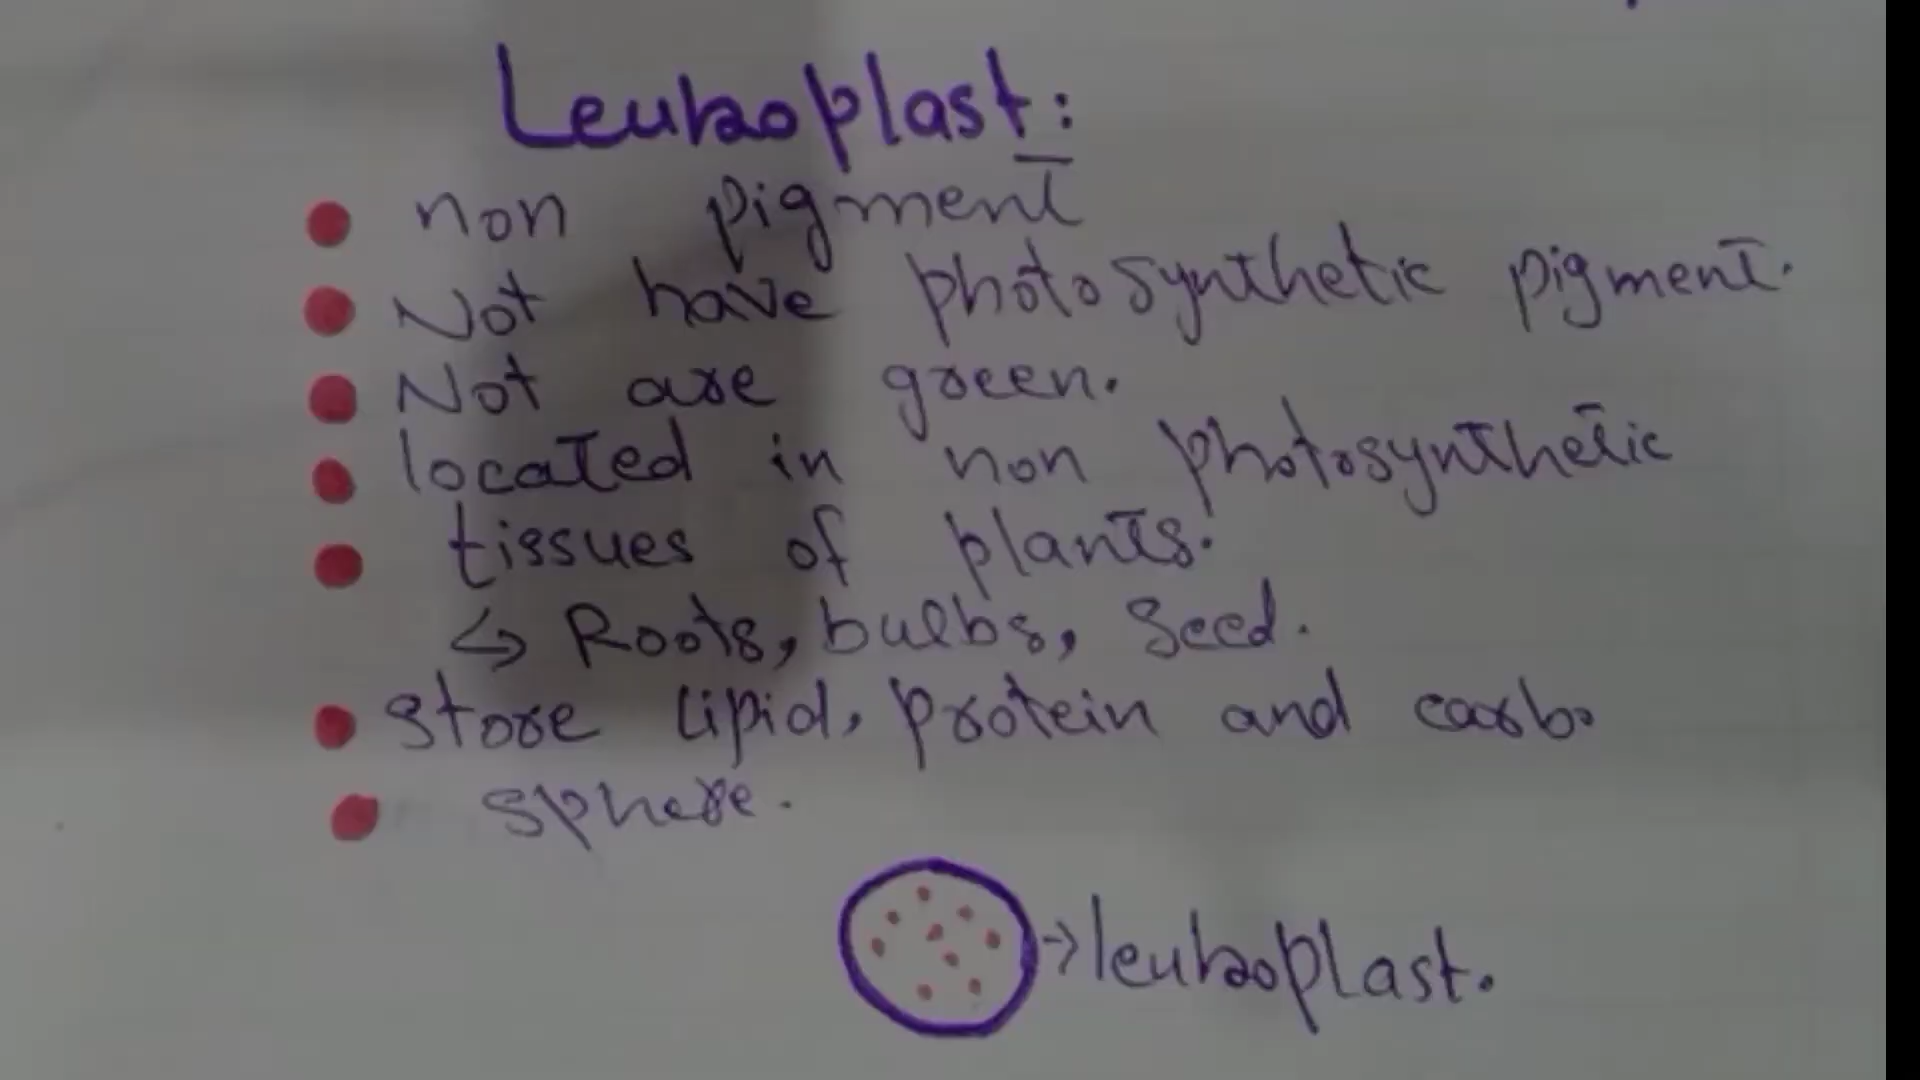 Leukoplast:
non pigment
Not have photosynthetic pigment.
Not are green.
located in non photosynthetic
tissues of plants.
↳ Roots, bulbs, Seed.
store lipid, protein and carb.
sphere.
→ leukoplast.